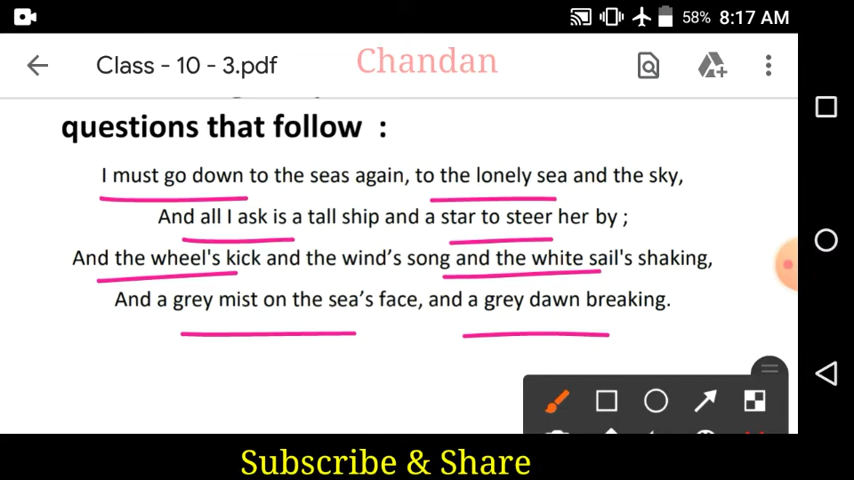 58% 8:17 AM
Class - 10 - 3.pdf
Chandan
questions that follow :
I must go down to the seas again, to the lonely sea and the sky,
And all I ask is a tall ship and a star to steer her by ;
And the wheel's kick and the wind's song and the white sail's shaking,
And a grey mist on the sea's face, and a grey dawn breaking.
Subscribe & Share